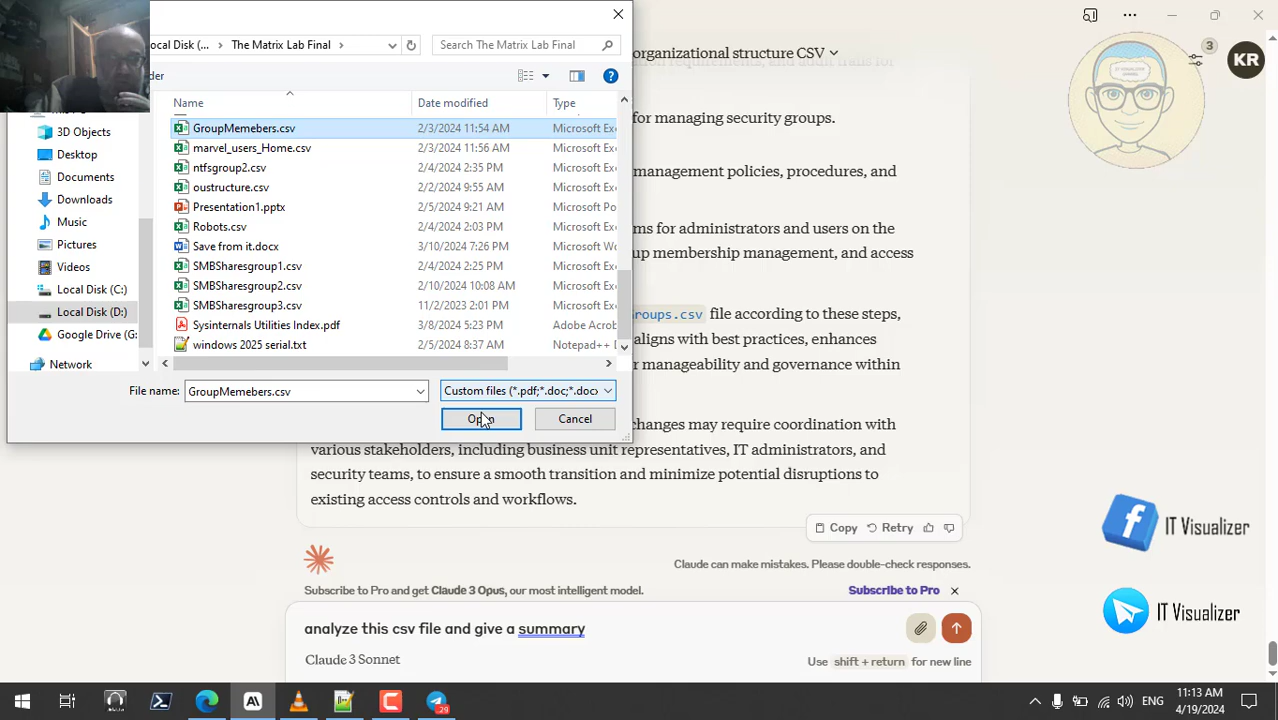 ocal Disk (...
The Matrix Lab Final
Search The Matrix Lab Final
organizational structure CSV
3
KR
IT VISUALIZER
der
Name
Date modified
Type
3D Objects
Desktop
Documents
Downloads
Music
Pictures
Videos
Local Disk (C:)
Local Disk (D:)
Google Drive (G:
Network
GroupMemebers.csv 2/3/2024 11:54 AM Microsoft Exc
marvel_users_Home.csv 2/3/2024 11:56 AM Microsoft Exc
ntfsgroup2.csv 2/4/2024 2:35 PM Microsoft Exc
oustructure.csv 2/2/2024 9:55 AM Microsoft Exc
Presentation1.pptx 2/5/2024 9:21 AM Microsoft Po
Robots.csv 2/4/2024 2:03 PM Microsoft Exc
Save from it.docx 3/10/2024 7:26 PM Microsoft Wo
SMBSharesgroup1.csv 2/4/2024 2:25 PM Microsoft Exc
SMBSharesgroup2.csv 2/10/2024 10:08 AM Microsoft Exc
SMBSharesgroup3.csv 11/2/2023 2:01 PM Microsoft Exc
Sysinternals Utilities Index.pdf 3/8/2024 5:23 PM Adobe Acrob
windows 2025 serial.txt 2/5/2024 8:37 AM Notepad++ D
File name:
GroupMemebers.csv
Custom files (*.pdf;*.doc;*.docx
Open
Cancel
for managing security groups.
management policies, procedures, and
ms for administrators and users on the
up membership management, and access
Groups.csv file according to these steps,
aligns with best practices, enhances
r manageability and governance within
changes may require coordination with
various stakeholders, including business unit representatives, IT administrators, and
security teams, to ensure a smooth transition and minimize potential disruptions to
existing access controls and workflows.
Copy
Retry
Claude can make mistakes. Please double-check responses.
Subscribe to Pro and get Claude 3 Opus, our most intelligent model.
Subscribe to Pro
analyze this csv file and give a summary
Claude 3 Sonnet
Use shift + return for new line
IT Visualizer
IT Visualizer
29
ENG
11:13 AM
4/19/2024